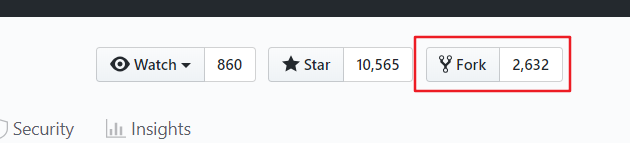 Watch 860 Star 10,565 Fork 2,632
Security Insights